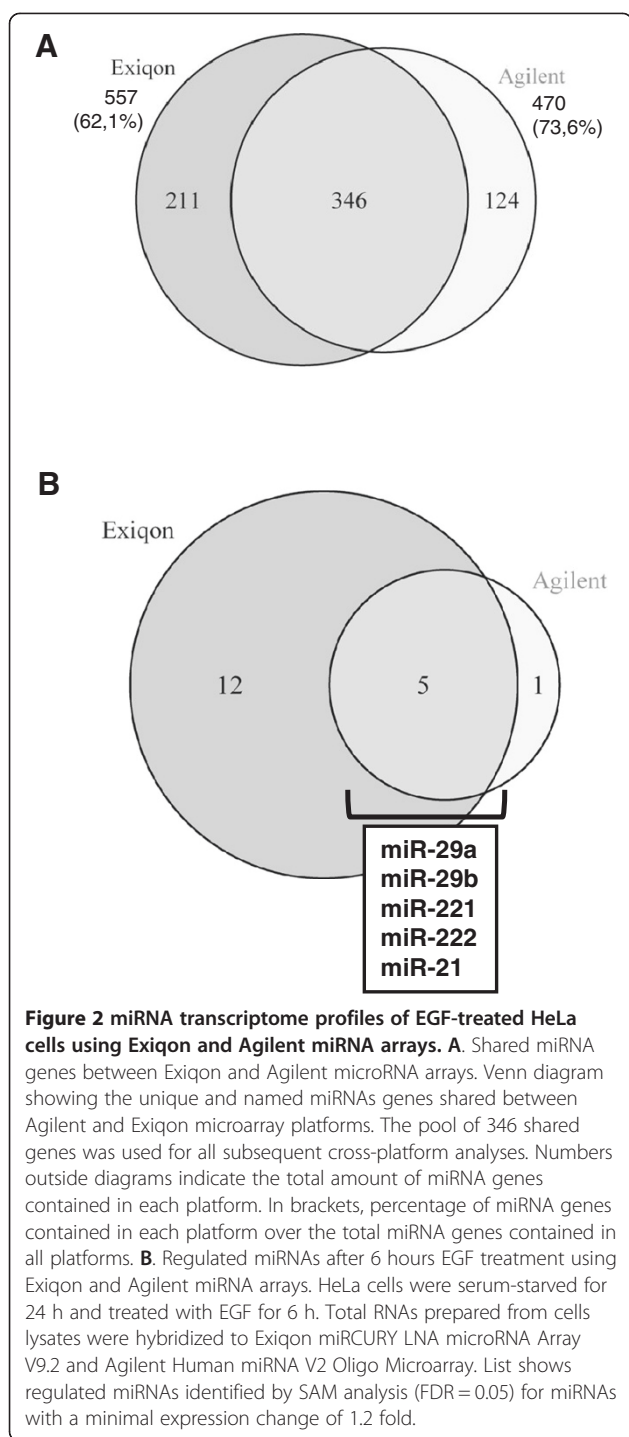 A
Exiqon
557
(62,1%)
Agilent
470
(73,6%)
211
346
124
B
Exiqon
Agilent
12
5
1
miR-29a
miR-29b
miR-221
miR-222
miR-21
Figure 2 miRNA transcriptome profiles of EGF-treated HeLa
cells using Exiqon and Agilent miRNA arrays. A. Shared miRNA
genes between Exiqon and Agilent microRNA arrays. Venn diagram
showing the unique and named miRNAs genes shared between
Agilent and Exiqon microarray platforms. The pool of 346 shared
genes was used for all subsequent cross-platform analyses. Numbers
outside diagrams indicate the total amount of miRNA genes
contained in each platform. In brackets, percentage of miRNA genes
contained in each platform over the total miRNA genes contained in
all platforms. B. Regulated miRNAs after 6 hours EGF treatment using
Exiqon and Agilent miRNA arrays. HeLa cells were serum-starved for
24 h and treated with EGF for 6 h. Total RNAs prepared from cells
lysates were hybridized to Exiqon miRCURY LNA microRNA Array
V9.2 and Agilent Human miRNA V2 Oligo Microarray. List shows
regulated miRNAs identified by SAM analysis (FDR = 0.05) for miRNAs
with a minimal expression change of 1.2 fold.